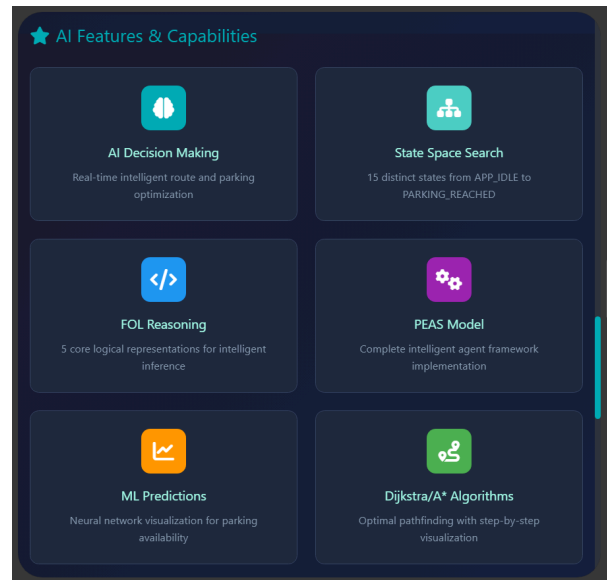 AI Features & Capabilities
AI Decision Making
Real-time intelligent route and parking
optimization
State Space Search
15 distinct states from APP_IDLE to
PARKING_REACHED
FOL Reasoning
5 core logical representations for intelligent
inference
PEAS Model
Complete intelligent agent framework
implementation
ML Predictions
Neural network visualization for parking
availability
Dijkstra/A* Algorithms
Optimal pathfinding with step-by-step
visualization